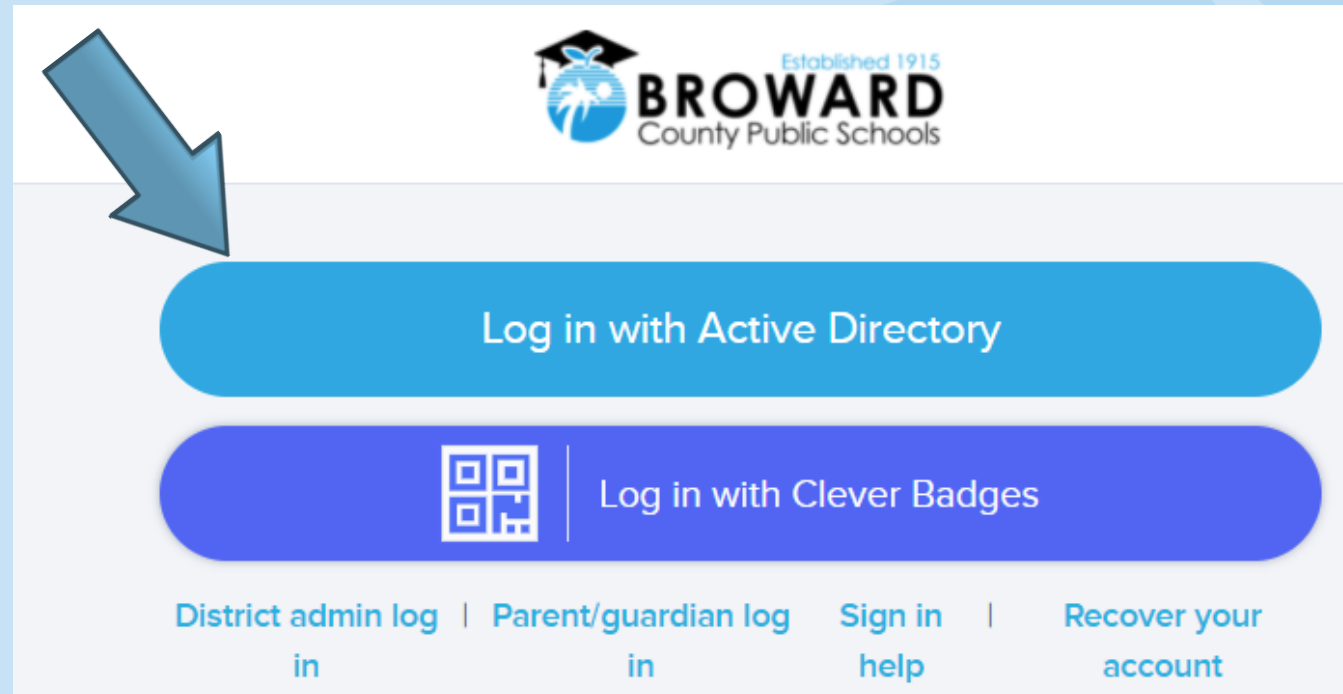 Established 1915
BROWARD
County Public Schools
Log in with Active Directory
Log in with Clever Badges
District admin log in | Parent/guardian log in
Sign in help | Recover your account